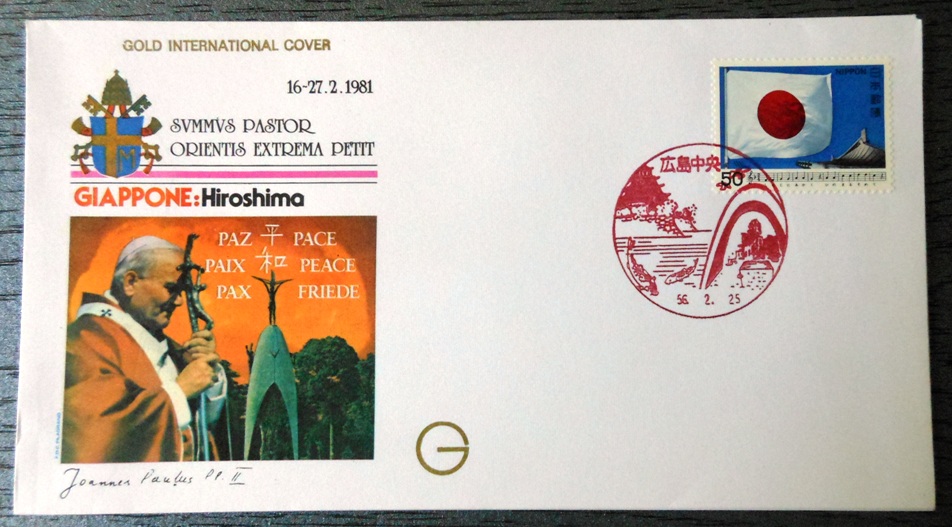 GOLD INTERNATIONAL COVER
16-27.2.1981
SVMMVS PASTOR
ORIENTIS EXTREMA PETIT
GIAPPONE: Hiroshima
PAZ 平 PACE
PAIX 和 PEACE
PAX FRIEDE
Joannes Paulus PP. II
G
NIPPON
日本郵便
50
広島中央
56. 2. 25